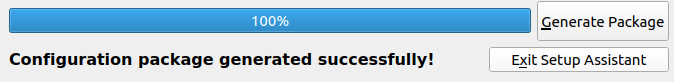 100%
Generate Package
Configuration package generated successfully!
Exit Setup Assistant